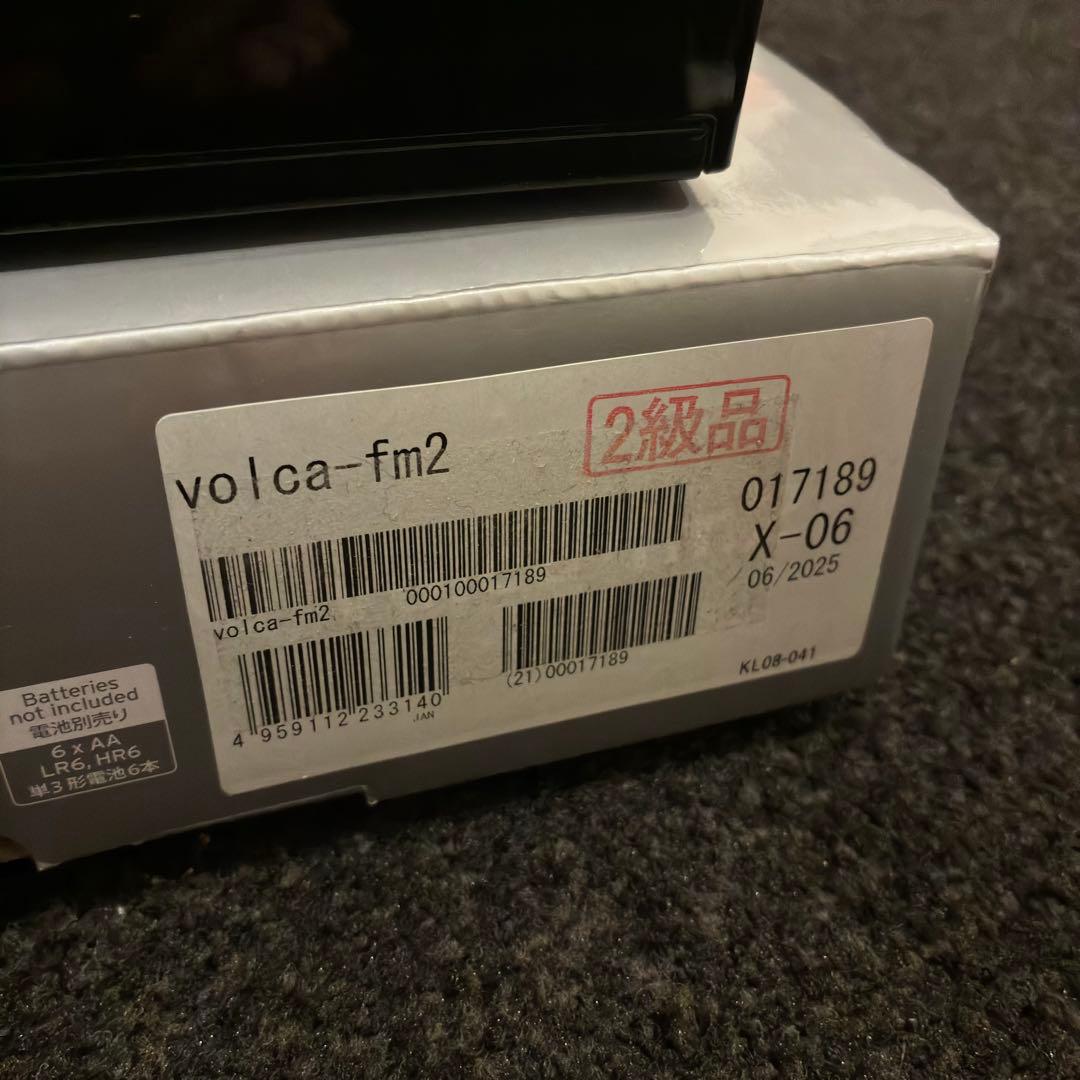 volca-fm2
2級品
017189
X-06
06/2025
000100017189
volca-fm2
(21)00017189
4 959112 233140
JAN
KL08-041
Batteries
not included
電池別売り
6 x AA
LR6, HR6
単3形電池6本